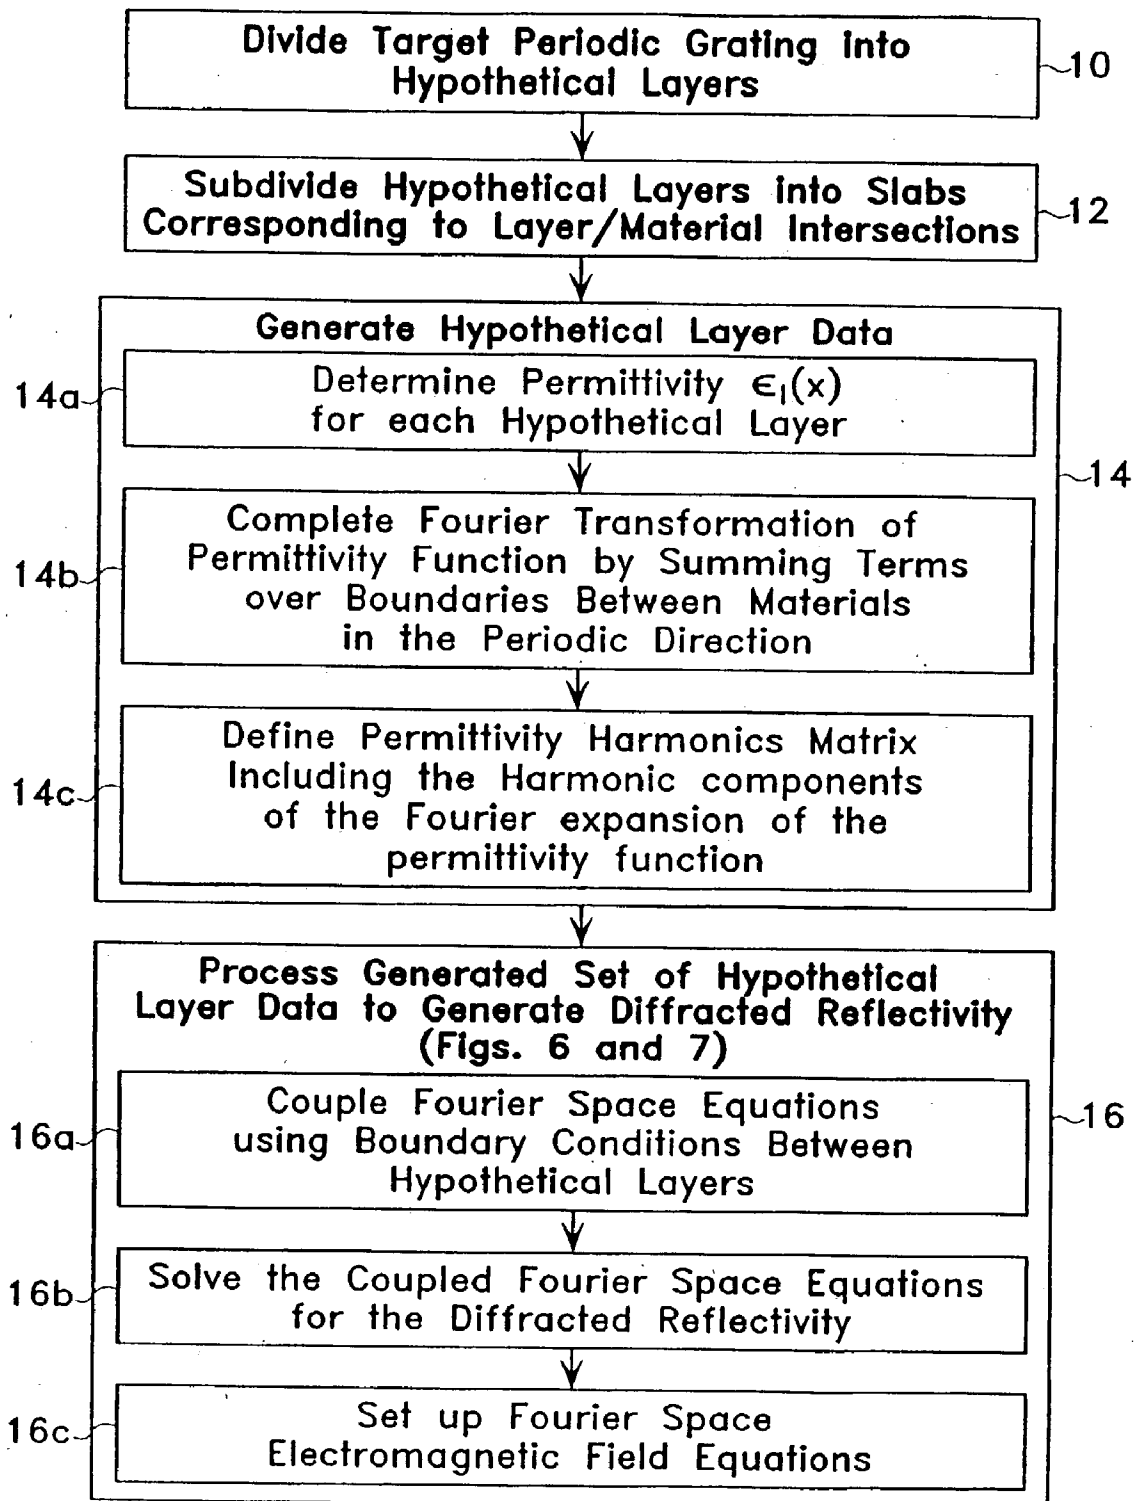 Divide Target Periodic Grating into
Hypothetical Layers
10
Subdivide Hypothetical Layers into Slabs
Corresponding to Layer/Material Intersections
12
Generate Hypothetical Layer Data
14
14a
Determine Permittivity ϵl(x)
for each Hypothetical Layer
14b
Complete Fourier Transformation of
Permittivity Function by Summing Terms
over Boundaries Between Materials
in the Periodic Direction
14c
Define Permittivity Harmonics Matrix
Including the Harmonic components
of the Fourier expansion of the
permittivity function
Process Generated Set of Hypothetical
Layer Data to Generate Diffracted Reflectivity
(Figs. 6 and 7)
16
16a
Couple Fourier Space Equations
using Boundary Conditions Between
Hypothetical Layers
16b
Solve the Coupled Fourier Space Equations
for the Diffracted Reflectivity
16c
Set up Fourier Space
Electromagnetic Field Equations